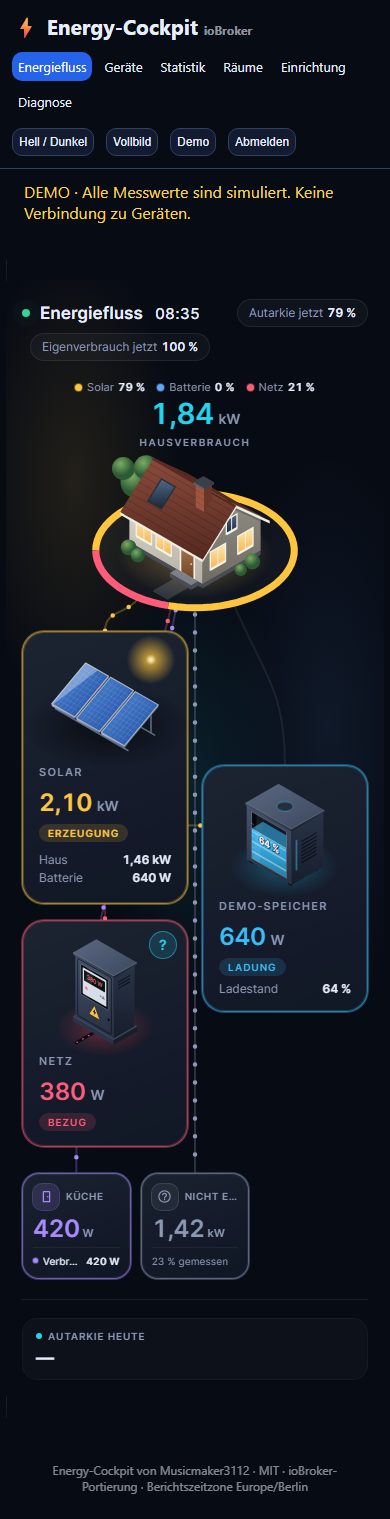 Energy-Cockpit ioBroker
Energiefluss Geräte Statistik Räume Einrichtung
Diagnose
Hell / Dunkel Vollbild Demo Abmelden
DEMO · Alle Messwerte sind simuliert. Keine
Verbindung zu Geräten.
Energiefluss 08:35 Autarkie jetzt 79 %
Eigenverbrauch jetzt 100 %
Solar 79 % Batterie 0 % Netz 21 %
1,84 kW
HAUSVERBRAUCH
SOLAR
2,10 kW
ERZEUGUNG
Haus 1,46 kW
Batterie 640 W
64 %
DEMO-SPEICHER
640 W
LADUNG
Ladestand 64 %
?
380 W
NETZ
380 W
BEZUG
KÜCHE
420 W
Verbr... 420 W
? NICHT E...
1,42 kW
23 % gemessen
AUTARKIE HEUTE
—
Energy-Cockpit von Musicmaker3112 · MIT · ioBroker-
Portierung · Berichtszeitzone Europe/Berlin